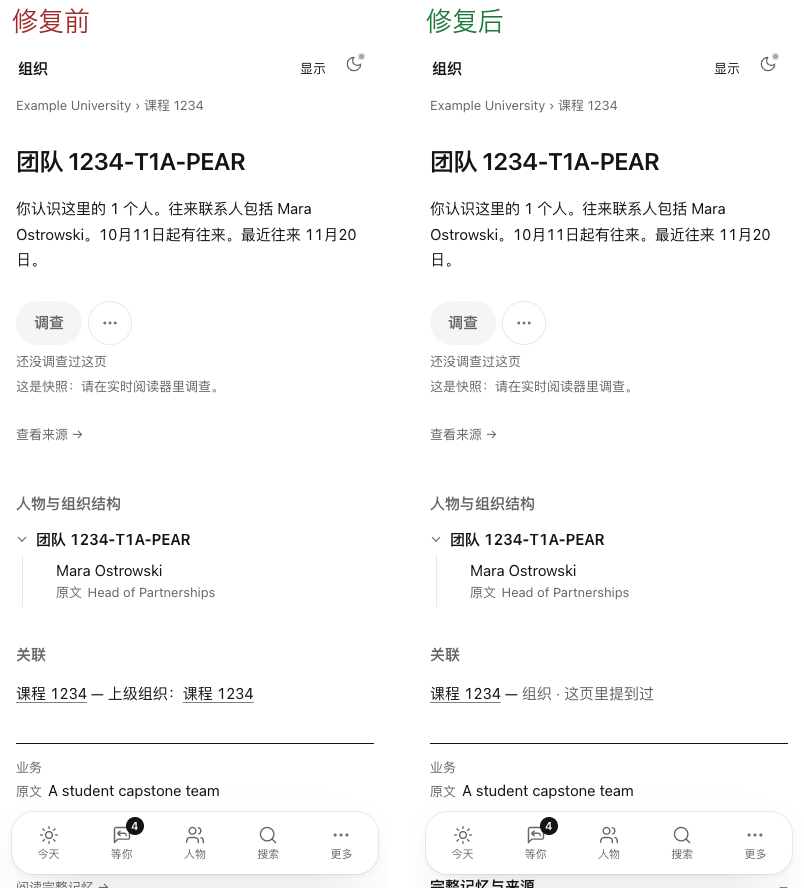 修复前
组织
显示
Example University › 课程 1234
团队 1234-T1A-PEAR
你认识这里的 1 个人。往来联系人包括 Mara
Ostrowski。10月11日起有往来。最近往来 11月20
日。
调查
还没调查过这页
这是快照：请在实时阅读器里调查。
查看来源 →
人物与组织结构
团队 1234-T1A-PEAR
Mara Ostrowski
原文 Head of Partnerships
关联
课程 1234 — 上级组织：课程 1234
业务
原文 A student capstone team
4
今天
等你
人物
搜索
更多
阅读完整记忆 →
修复后
组织
显示
Example University › 课程 1234
团队 1234-T1A-PEAR
你认识这里的 1 个人。往来联系人包括 Mara
Ostrowski。10月11日起有往来。最近往来 11月20
日。
调查
还没调查过这页
这是快照：请在实时阅读器里调查。
查看来源 →
人物与组织结构
团队 1234-T1A-PEAR
Mara Ostrowski
原文 Head of Partnerships
关联
课程 1234 — 组织 · 这页里提到过
业务
原文 A student capstone team
4
今天
等你
人物
搜索
更多
完整记忆与来源